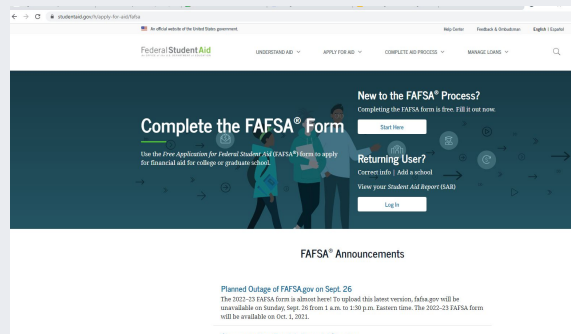 studentaid.gov/h/apply-for-aid/fafsa
An official website of the United States government.
Help Center Feedback & Ombudsman English | Español
Federal Student Aid
UNDERSTAND AID APPLY FOR AID COMPLETE AID PROCESS MANAGE LOANS
Complete the FAFSA® Form
Use the Free Application for Federal Student Aid (FAFSA®) form to apply
for financial aid for college or graduate school.
New to the FAFSA® Process?
Completing the FAFSA form is free. Fill it out now.
Start Here
Returning User?
Correct info | Add a school
View your Student Aid Report (SAR)
Log In
FAFSA® Announcements
Planned Outage of FAFSA.gov on Sept. 26
The 2022–23 FAFSA form is almost here! To upload this latest version, fafsa.gov will be
unavailable on Sunday, Sept. 26 from 1 a.m. to 1:30 p.m. Eastern time. The 2022–23 FAFSA form
will be available on Oct. 1, 2021.